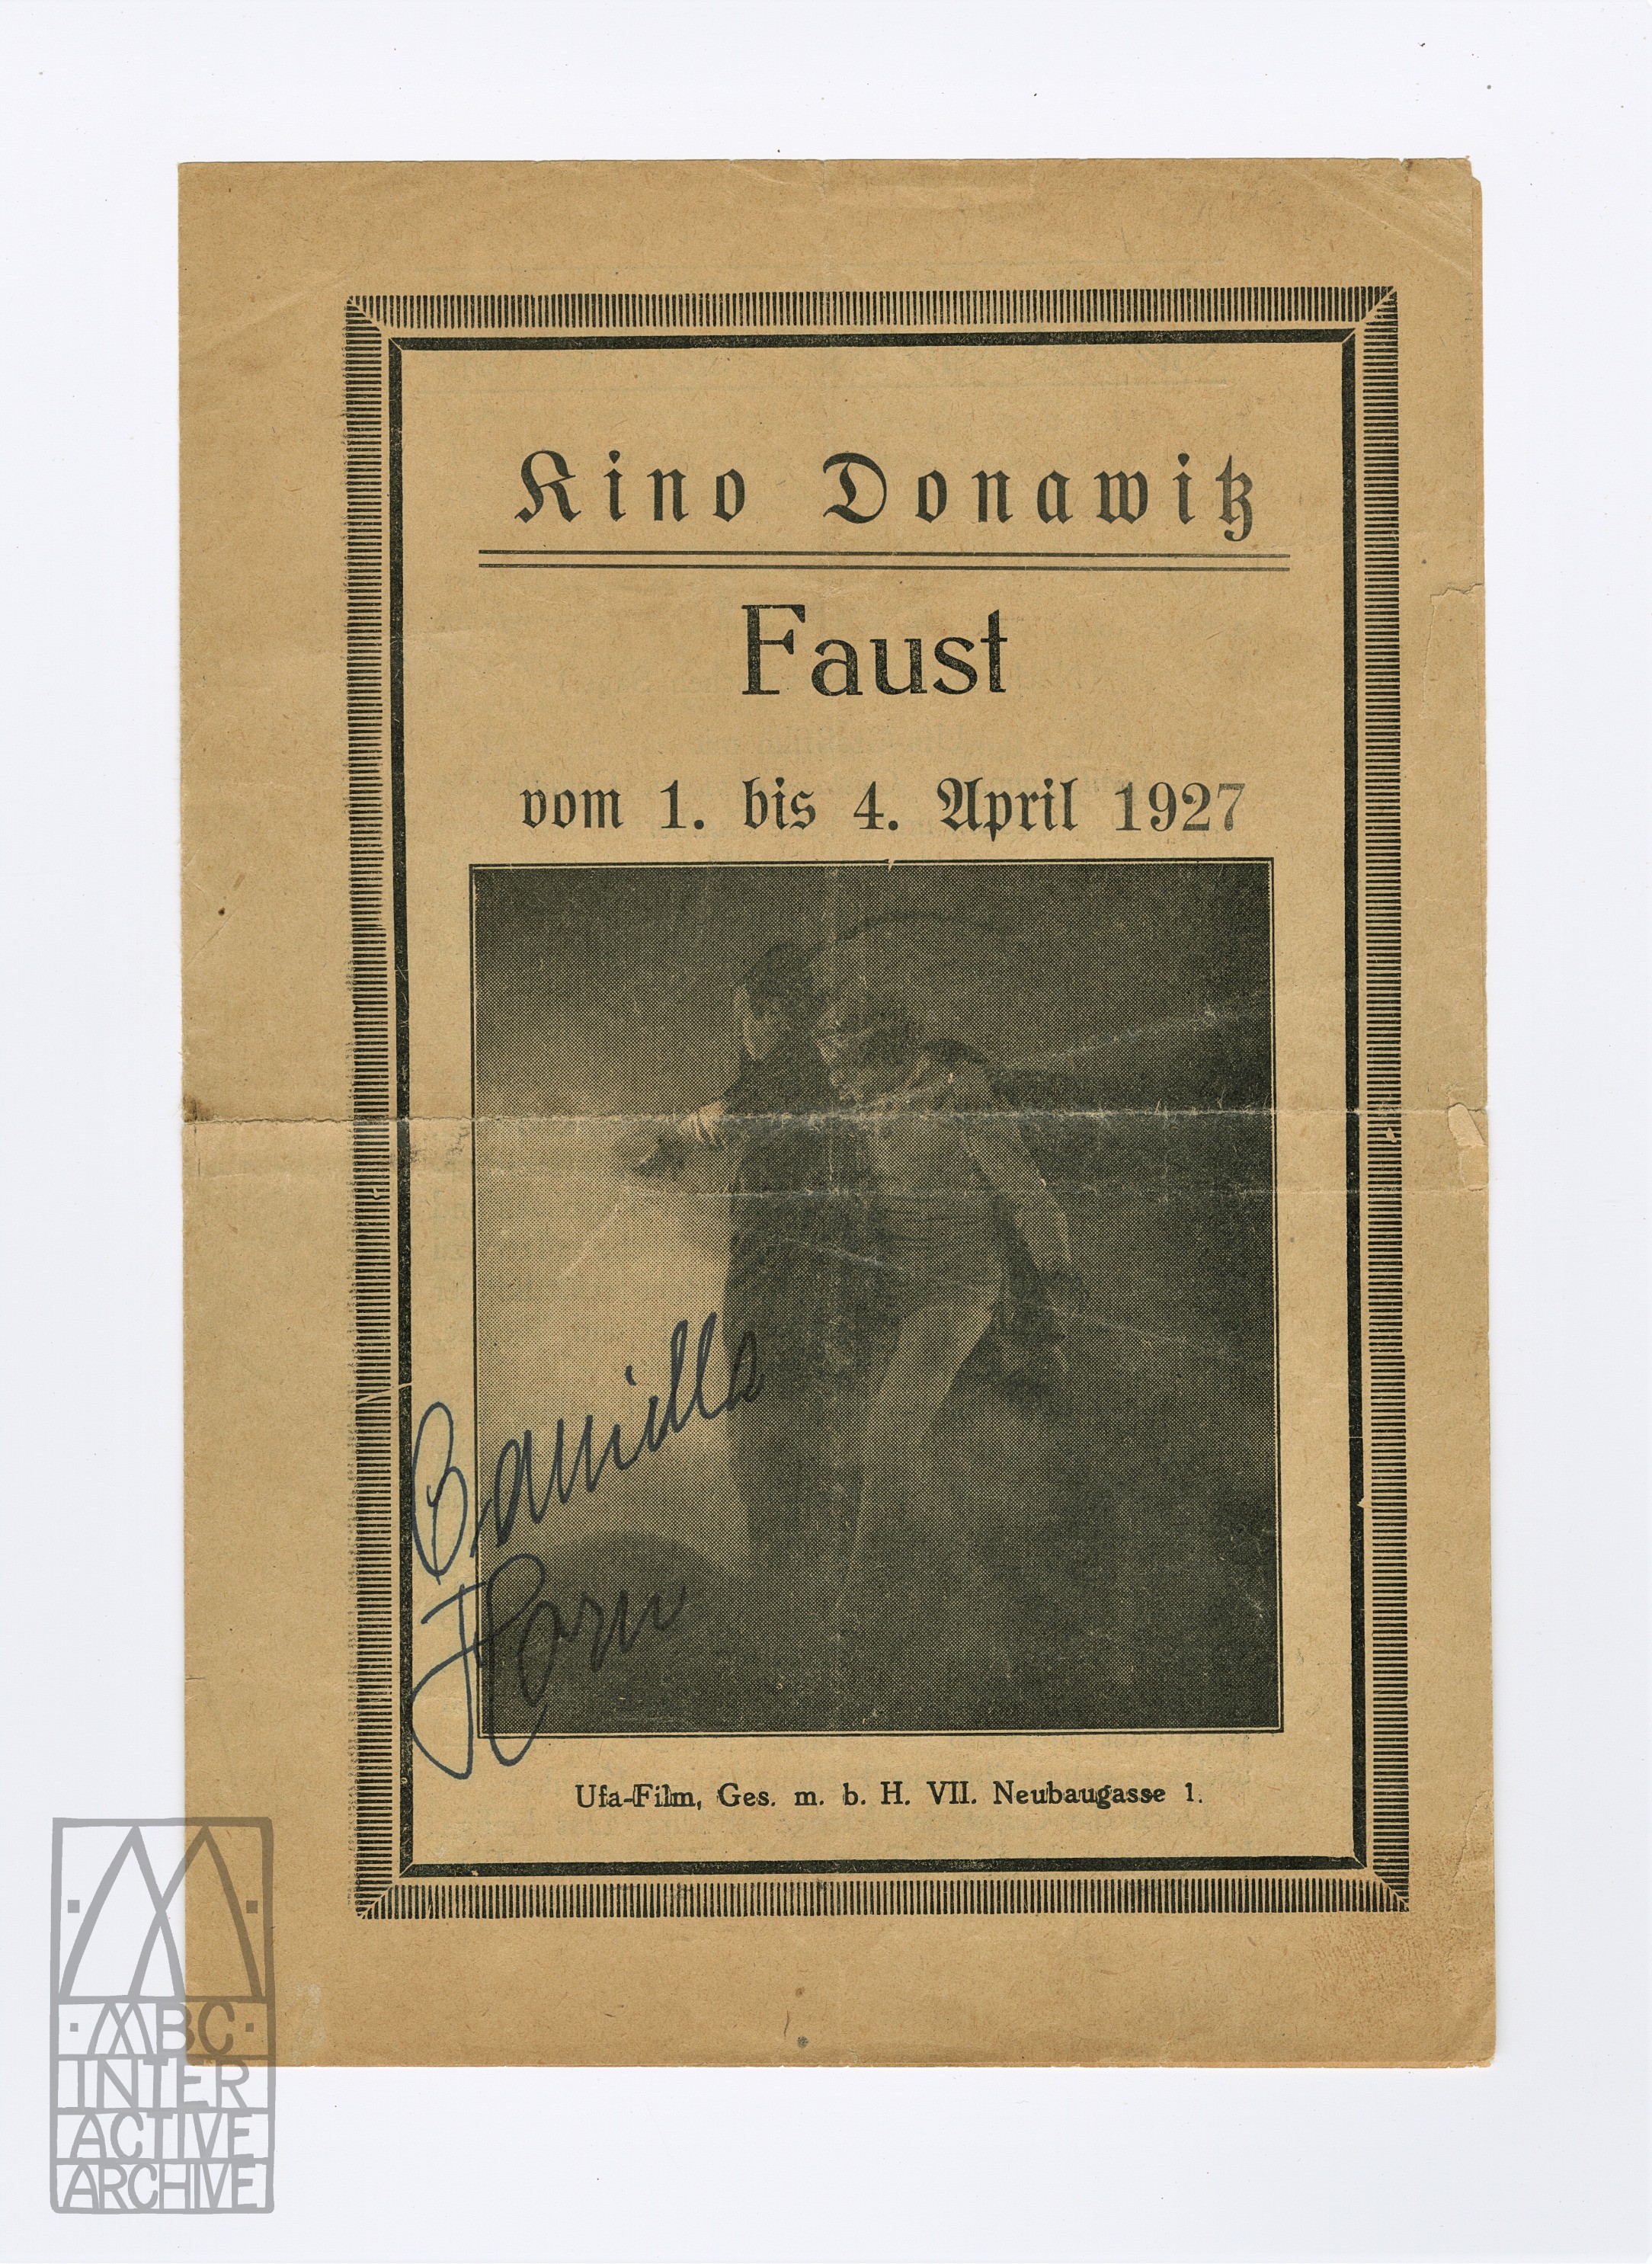 Kino Donawitz
Faust
vom 1. bis 4. April 1927
Camilla
Horn
Ufa-Film, Ges. m. b. H. VII. Neubaugasse 1.
MBC
INTER
ACTIVE
ARCHIVE